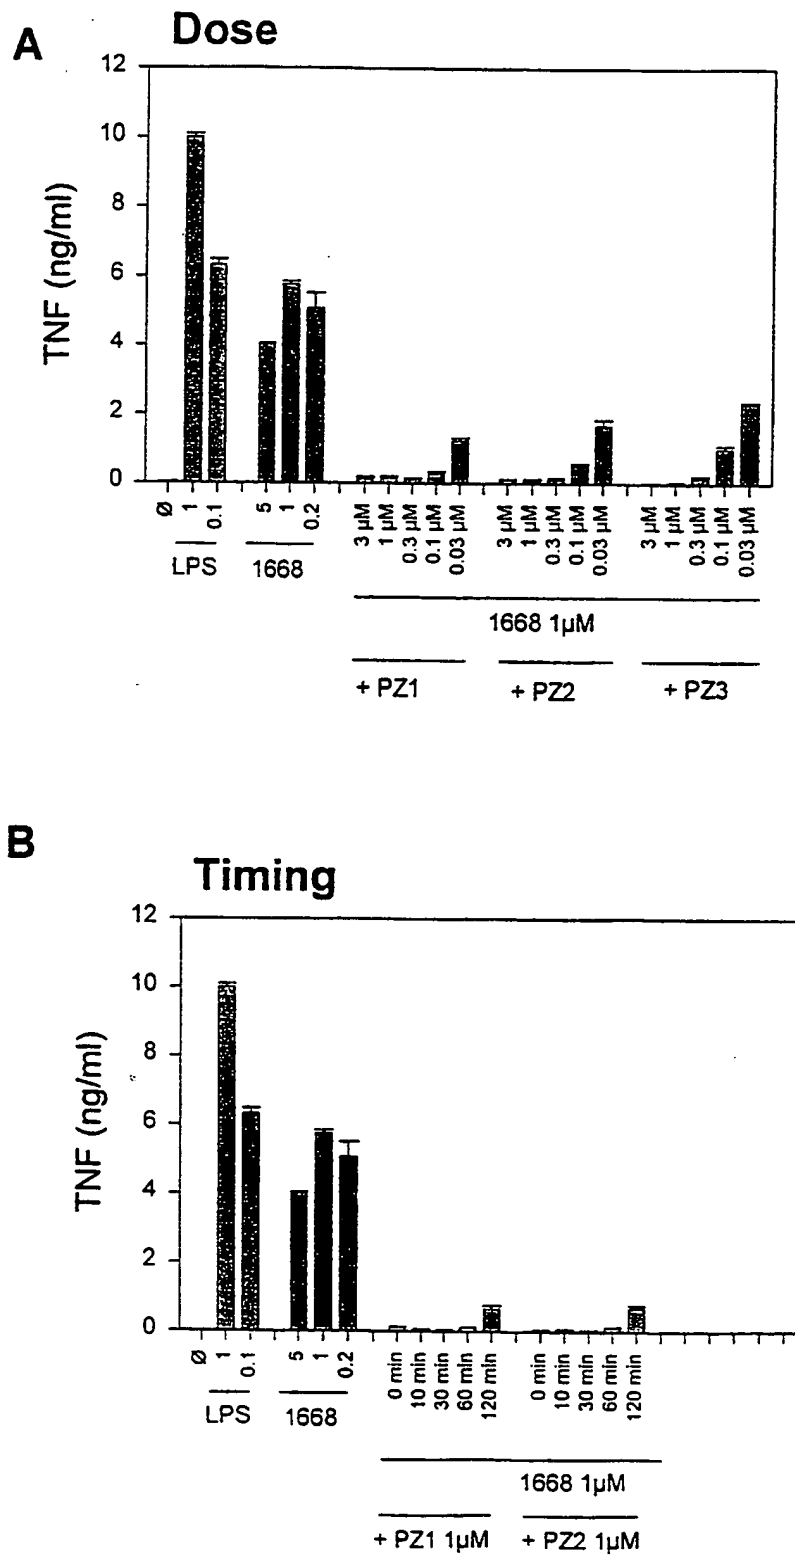 A
Dose
12
10
8
6
4
2
0
TNF (ng/ml)
Ø
1
0.1
5
1
0.2
3 µM
1 µM
0.3 µM
0.1 µM
0.03 µM
3 µM
1 µM
0.3 µM
0.1 µM
0.03 µM
3 µM
1 µM
0.3 µM
0.1 µM
0.03 µM
LPS
1668
1668 1µM
+ PZ1
+ PZ2
+ PZ3
B
Timing
12
10
8
6
4
2
0
TNF (ng/ml)
Ø
1
0.1
5
1
0.2
0 min
10 min
30 min
60 min
120 min
0 min
10 min
30 min
60 min
120 min
LPS
1668
1668 1µM
+ PZ1 1µM
+ PZ2 1µM